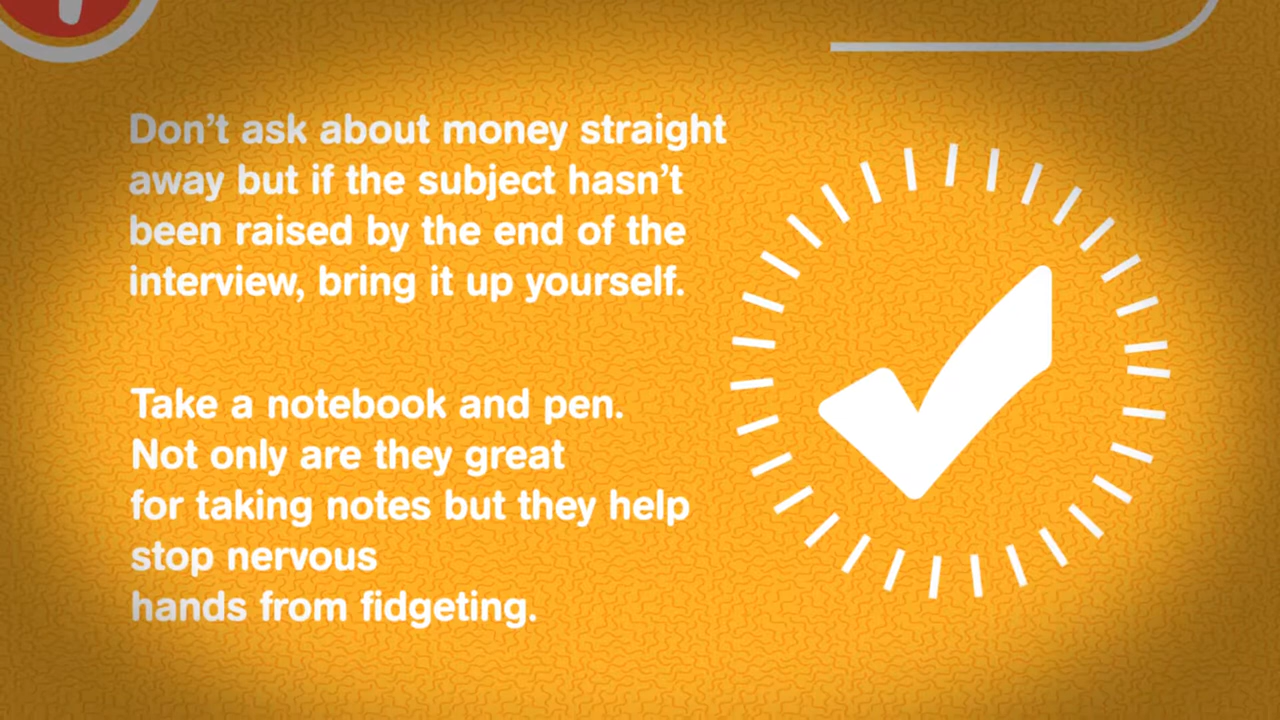 Don't ask about money straight
away but if the subject hasn't
been raised by the end of the
interview, bring it up yourself.
Take a notebook and pen.
Not only are they great
for taking notes but they help
stop nervous
hands from fidgeting.